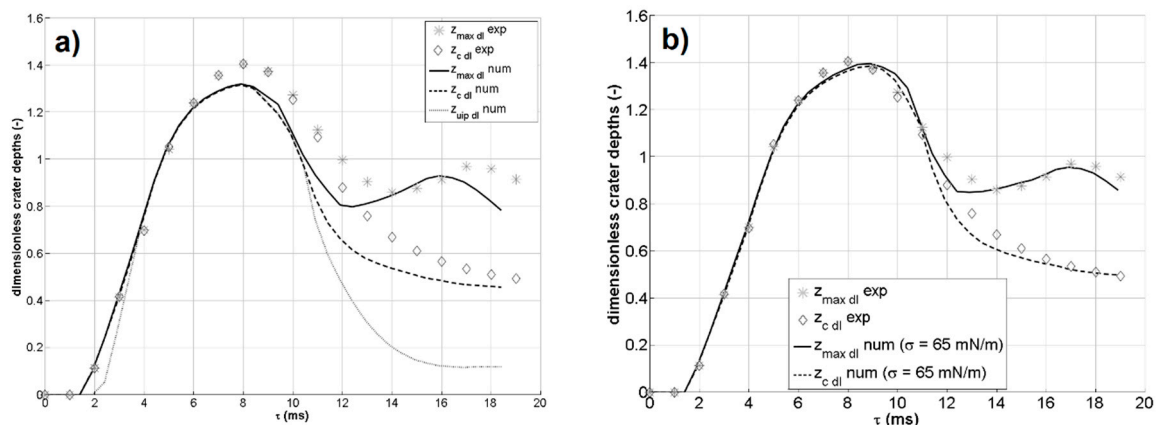 a)
dimensionless crater depths (-)
1.6
1.4
1.2
1
0.8
0.6
0.4
0.2
0
0 2 4 6 8 10 12 14 16 18 20
τ (ms)
z max dl exp
z c dl exp
z max dl num
z c dl num
z uip dl num
b)
dimensionless crater depths (-)
1.6
1.4
1.2
1
0.8
0.6
0.4
0.2
0
0 2 4 6 8 10 12 14 16 18 20
τ (ms)
z max dl exp
z c dl exp
z max dl num (σ = 65 mN/m)
z c dl num (σ = 65 mN/m)